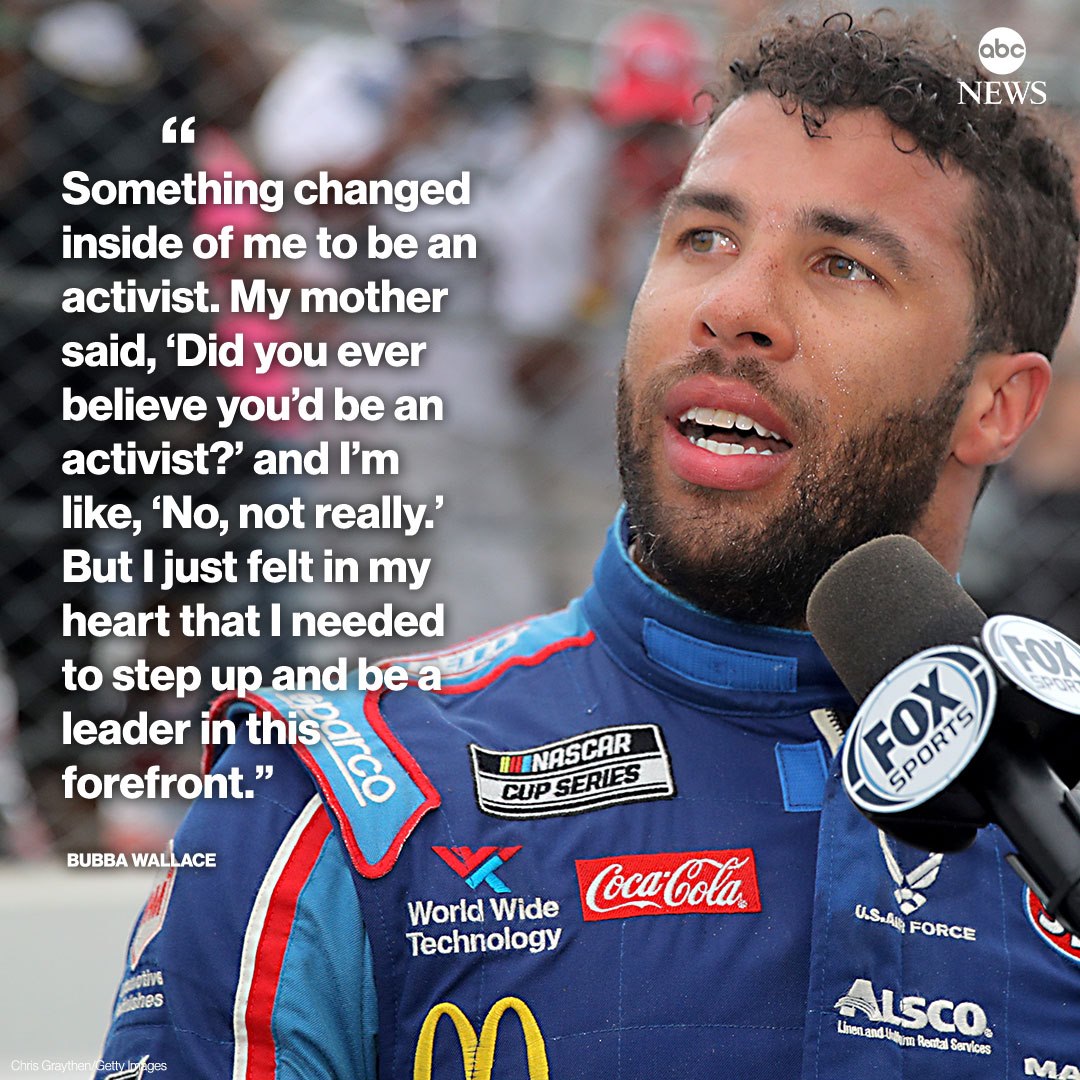 abc
NEWS
“
Something changed
inside of me to be an
activist. My mother
said, ‘Did you ever
believe you’d be an
activist?’ and I’m
like, ‘No, not really.’
But I just felt in my
heart that I needed
to step up and be a
leader in this
forefront.”
BUBBA WALLACE
sparco
NASCAR
CUP SERIES
FOX
SPORTS
FOX
World Wide
Technology
Coca-Cola
U.S. AIR FORCE
ALSCO
Linen and Uniform Rental Services
Chris Graythen/Getty Images